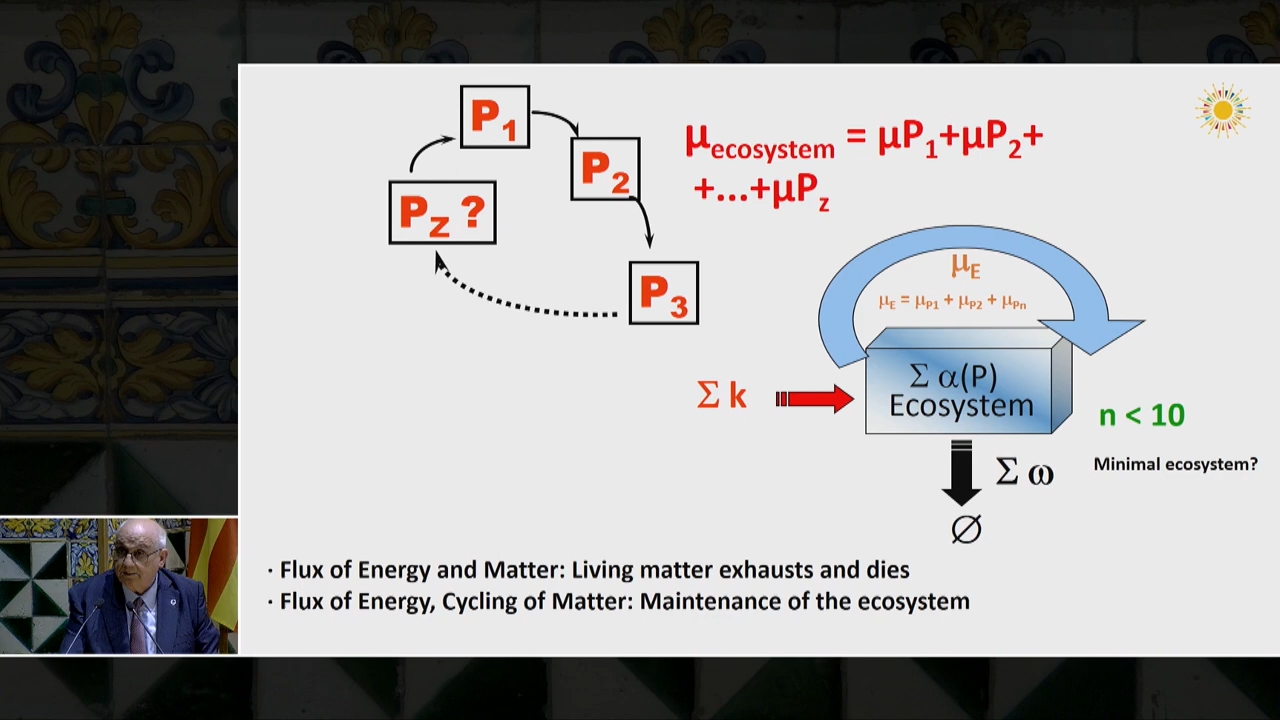 P1
P2
PZ ?
P3
μecosystem = μP1+μP2+
+...+μPz
μE
μE = μP1 + μP2 + μPn
Σ α(P)
Ecosystem
Σ k
n < 10
Minimal ecosystem?
Σ ω
∅
· Flux of Energy and Matter: Living matter exhausts and dies
· Flux of Energy, Cycling of Matter: Maintenance of the ecosystem